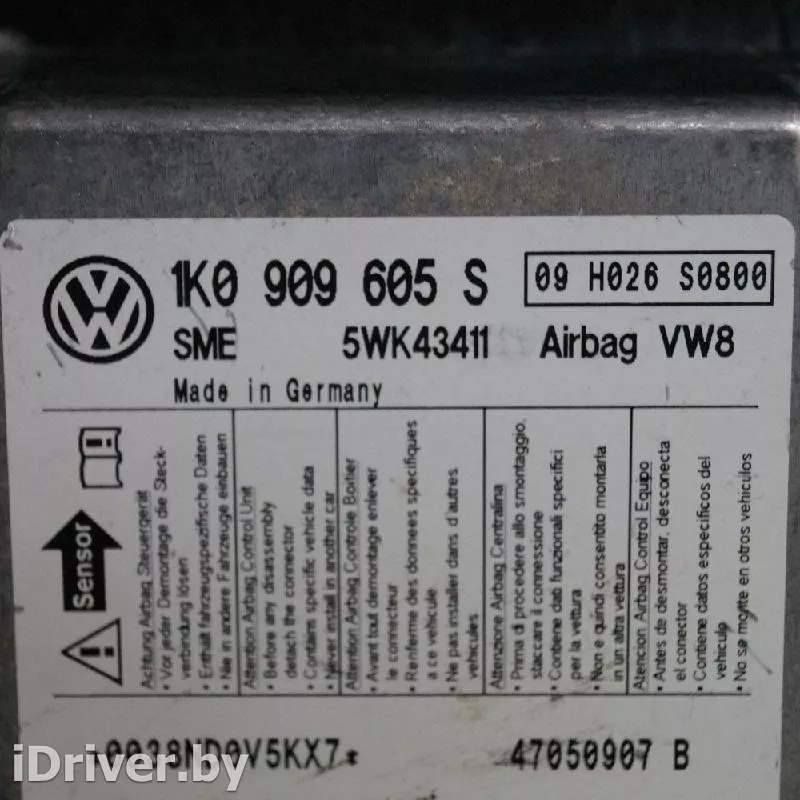 1K0 909 605 S
09 H026 S0800
SME 5WK43411 Airbag VW8
Made in Germany
Sensor
Achtung Airbag Steuergerät
• Vor jeder Demontage die Steck-
verbindung lösen
• Enthält fahrzeugspezifische Daten
• Nie in andere Fahrzeuge einbauen
Attention Airbag Control Unit
• Before any disassembly
detach the connector
• Contains specific vehicle data
• Never install in another car
Attention Airbag Controle Boitier
• Avant tout demontage enlever
le connecteur
• Renferme des données spécifiques
a ce vehicule
• Ne pas installer dans d'autres
vehicules
Attenzione Airbag Centralina
• Prima di procedere allo smontaggio,
staccare il connessione
• Contiene dati funzionali specifici
per la vettura
• Non e quindi consentito montarla
in un altra vettura
Atencion Airbag Control Equipo
• Antes de desmontar, desconecta
el conector
• Contiene datos especificos del
vehiculo
• No se montte en otros vehiculos
0038ND0V5KX7*
47050907 B
iDriver.by